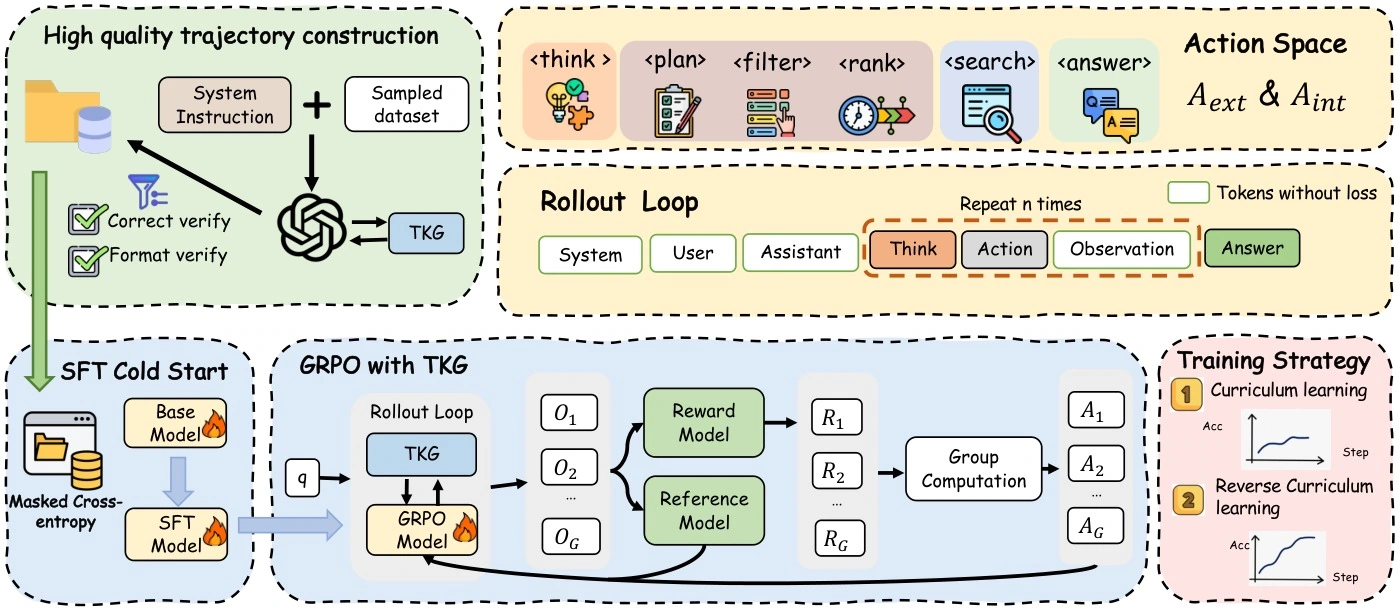 High quality trajectory construction
System
Instruction
+
Sampled
dataset
TKG
Correct verify
Format verify
<think >
<plan>
<filter>
<rank>
<search>
<answer>
Q
A
Action Space
A_ext & A_int
Rollout Loop
Tokens without loss
Repeat n times
System
User
Assistant
Think
Action
Observation
Answer
SFT Cold Start
Base
Model
Masked Cross-
entropy
SFT
Model
GRPO with TKG
q
Rollout Loop
TKG
GRPO
Model
O_1
O_2
...
O_G
Reward
Model
Reference
Model
R_1
R_2
...
R_G
Group
Computation
A_1
A_2
...
A_G
Training Strategy
1
Curriculum learning
Acc
Step
2
Reverse Curriculum
learning
Acc
Step